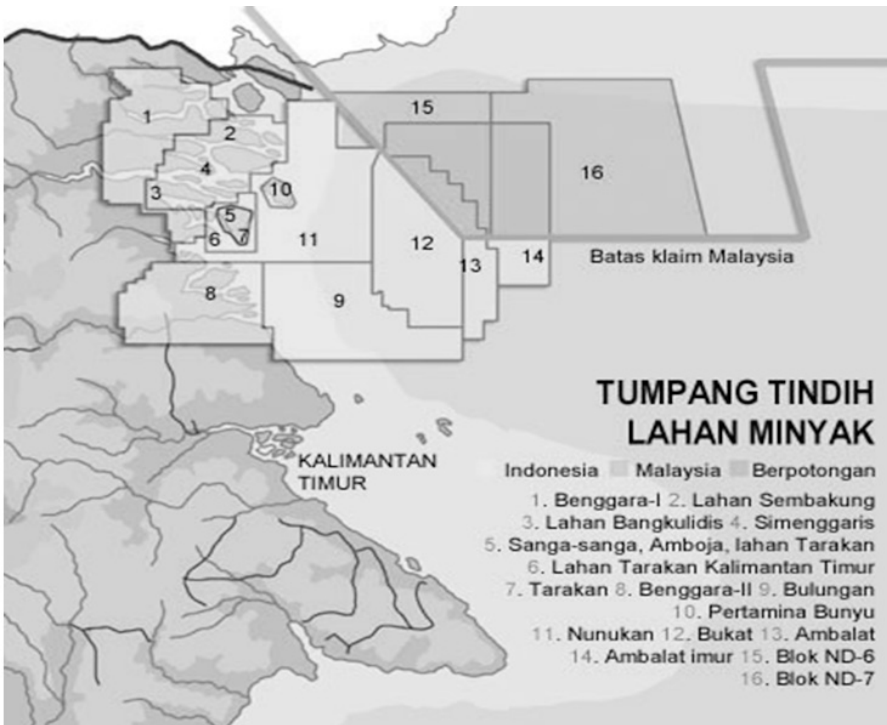 1
15
2
4
16
3
10
5
6
7
11
12
13
14
Batas klaim Malaysia
8
9
TUMPANG TINDIH
LAHAN MINYAK
KALIMANTAN
TIMUR
Indonesia Malaysia Berpotongan
1. Benggara-I 2. Lahan Sembakung
3. Lahan Bangkulidis 4. Simenggaris
5. Sanga-sanga, Amboja, lahan Tarakan
6. Lahan Tarakan Kalimantan Timur
7. Tarakan 8. Benggara-II 9. Bulungan
10. Pertamina Bunyu
11. Nunukan 12. Bukat 13. Ambalat
14. Ambalat imur 15. Blok ND-6
16. Blok ND-7